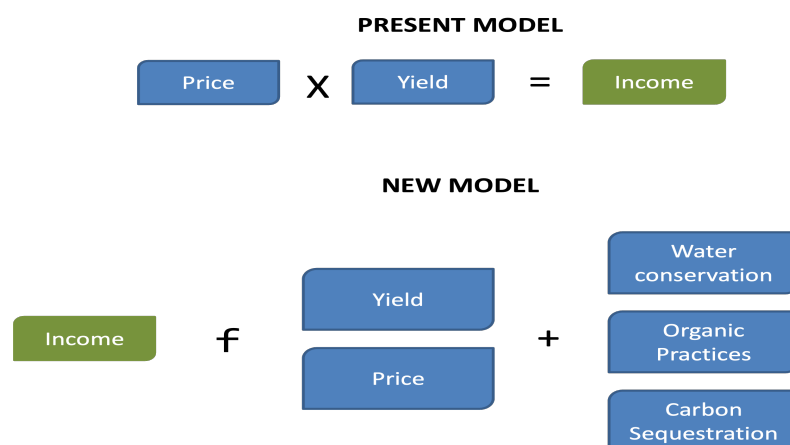 PRESENT MODEL
Price x Yield = Income
NEW MODEL
Income f Yield Price +
Water
conservation
Organic
Practices
Carbon
Sequestration